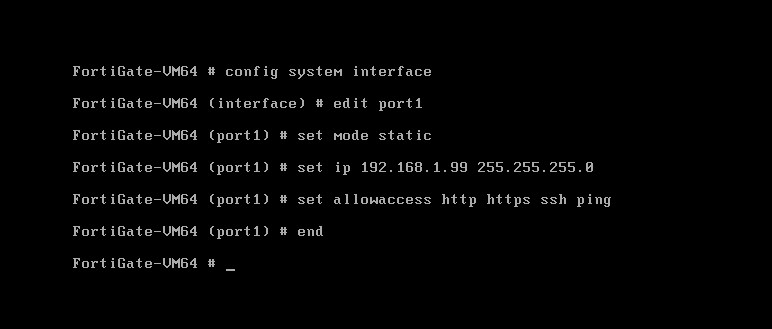 FortiGate-VM64 # config system interface
FortiGate-VM64 (interface) # edit port1
FortiGate-VM64 (port1) # set mode static
FortiGate-VM64 (port1) # set ip 192.168.1.99 255.255.255.0
FortiGate-VM64 (port1) # set allowaccess http https ssh ping
FortiGate-VM64 (port1) # end
FortiGate-VM64 # _